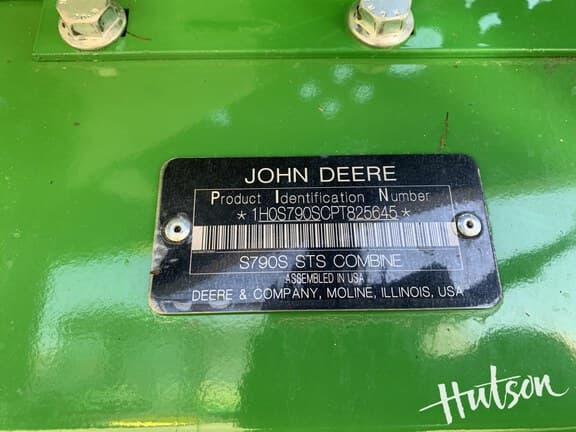 JOHN DEERE
Product Identification Number
*1H0S790SCPT825645*
S790S STS COMBINE
ASSEMBLED IN USA
DEERE & COMPANY, MOLINE, ILLINOIS, USA
Hutson